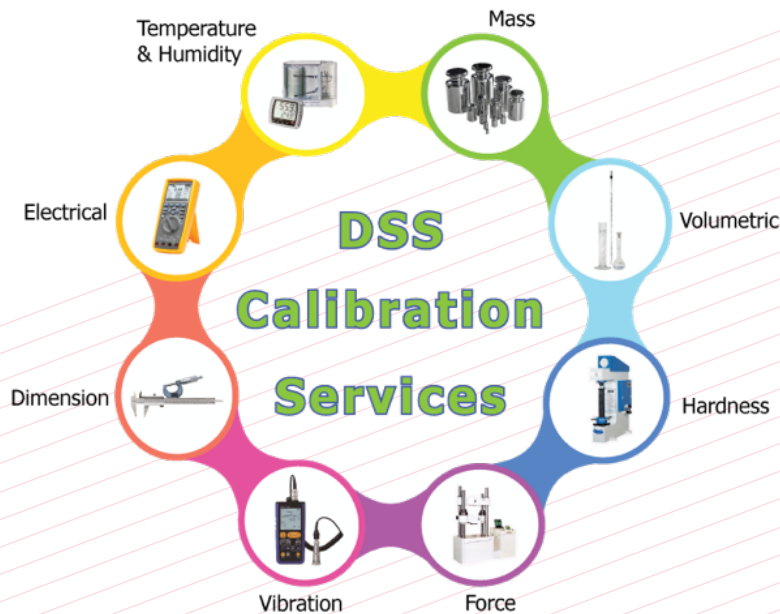 Temperature
& Humidity
Mass
Volumetric
Hardness
Force
Vibration
Dimension
Electrical
DSS
Calibration
Services